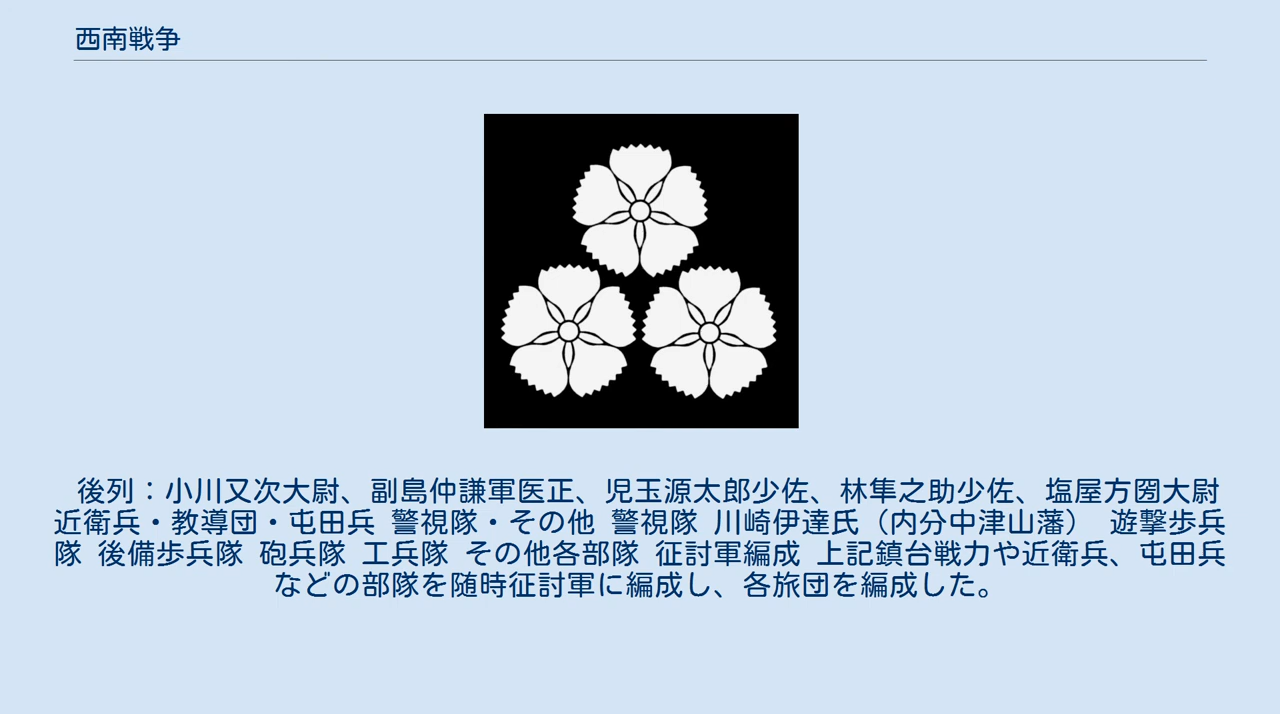 西南戦争
後列：小川又次大尉、副島仲謙軍医正、児玉源太郎少佐、林隼之助少佐、塩屋方圀大尉
近衛兵・教導団・屯田兵 警視隊・その他 警視隊 川崎伊達氏（内分中津山藩） 遊撃歩兵
隊 後備歩兵隊 砲兵隊 工兵隊 その他各部隊 征討軍編成 上記鎮台戦力や近衛兵、屯田兵
などの部隊を随時征討軍に編成し、各旅団を編成した。